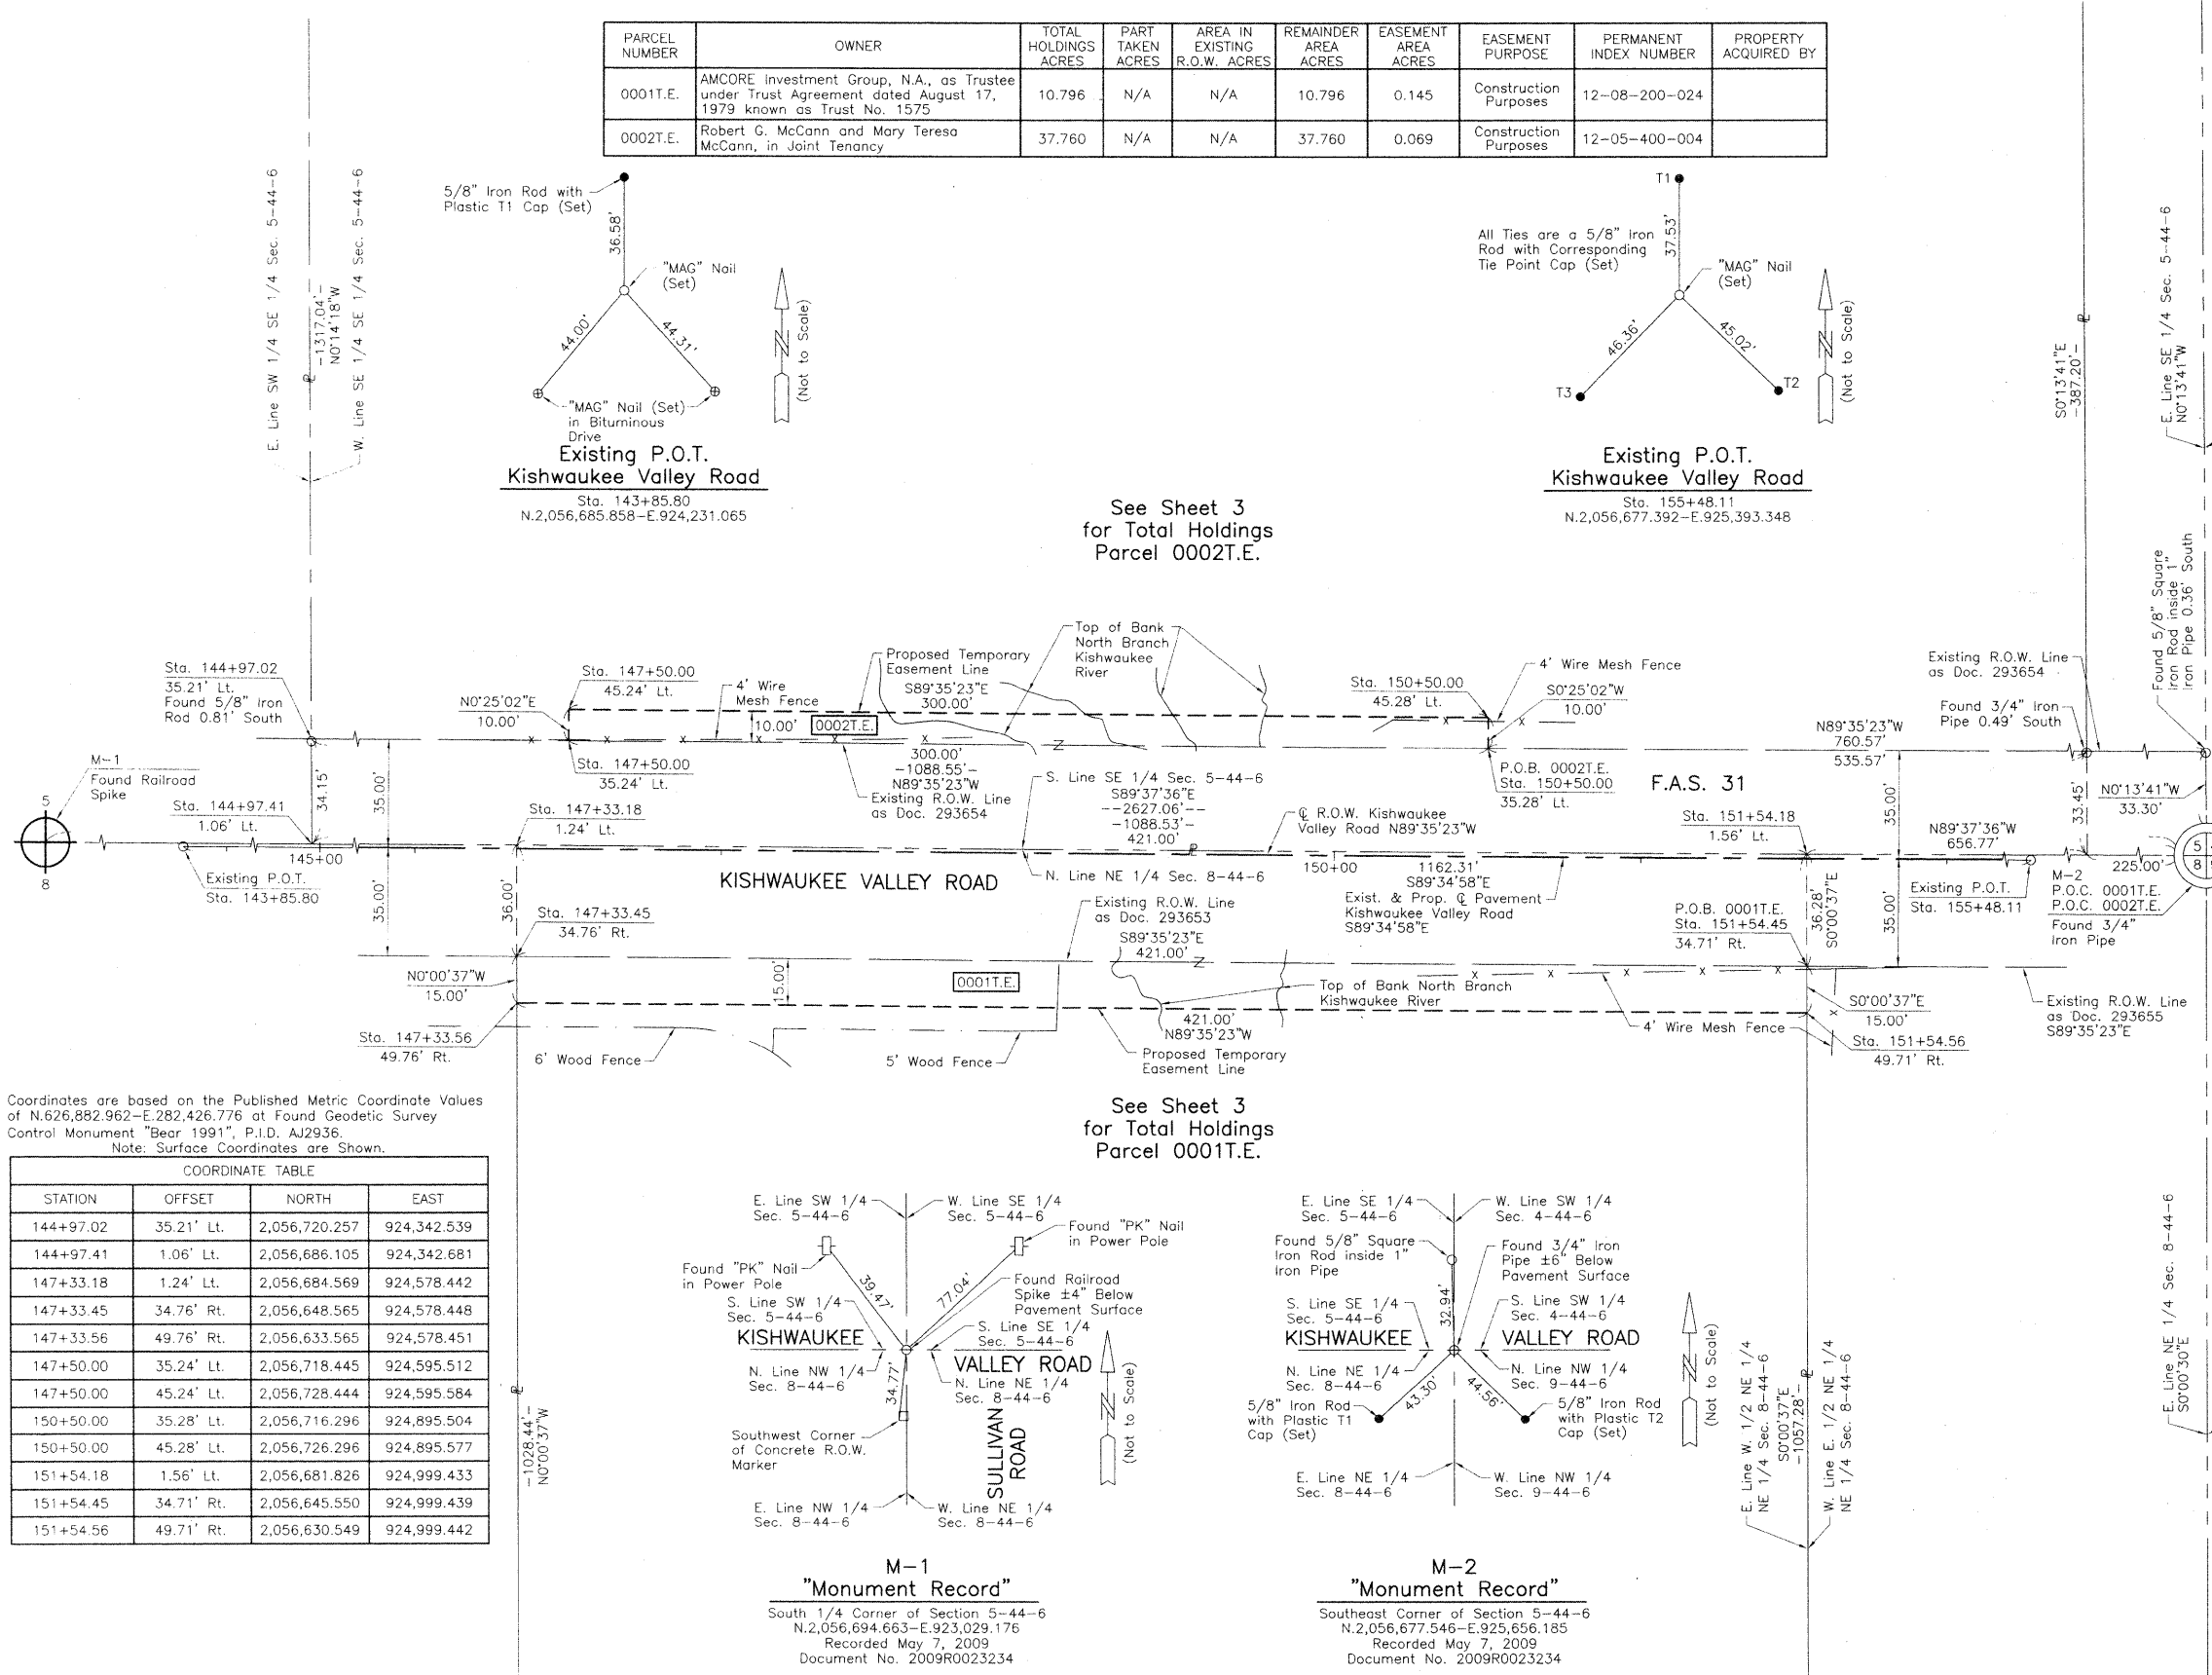 PARCEL NUMBER
OWNER
TOTAL HOLDINGS ACRES
PART TAKEN ACRES
AREA IN EXISTING R.O.W. ACRES
REMAINDER AREA ACRES
EASEMENT AREA ACRES
EASEMENT PURPOSE
PERMANENT INDEX NUMBER
PROPERTY ACQUIRED BY
0001T.E.
AMCORE Investment Group, N.A., as Trustee
under Trust Agreement dated August 17,
1979 known as Trust No. 1575
10.796
N/A
N/A
10.796
0.145
Construction Purposes
12-08-200-024
0002T.E.
Robert G. McCann and Mary Teresa
McCann, in Joint Tenancy
37.760
N/A
N/A
37.760
0.069
Construction Purposes
12-05-400-004
E. Line SW 1/4 SE 1/4 Sec. 5-44-6
-1317.04'-
N0°14'18"W
W. Line SE 1/4 SE 1/4 Sec. 5-44-6
5/8" Iron Rod with
Plastic T1 Cap (Set)
36.58'
"MAG" Nail
(Set)
44.00'
44.31'
"MAG" Nail (Set)
in Bituminous
Drive
N
(Not to Scale)
Existing P.O.T.
Kishwaukee Valley Road
Sta. 143+85.80
N.2,056,685.858-E.924,231.065
T1
All Ties are a 5/8" Iron
Rod with Corresponding
Tie Point Cap (Set)
37.53'
"MAG" Nail
(Set)
46.36'
45.02'
T3
T2
N
(Not to Scale)
Existing P.O.T.
Kishwaukee Valley Road
Sta. 155+48.11
N.2,056,677.392-E.925,393.348
S0°13'41"E
-387.20'-
E. Line SE 1/4 Sec. 5-44-6
N0°13'41"W
Found 5/8" Square
Iron Rod inside 1"
Iron Pipe 0.36' South
See Sheet 3
for Total Holdings
Parcel 0002T.E.
Sta. 144+97.02
35.21' Lt.
Found 5/8" Iron
Rod 0.81' South
N0°25'02"E
10.00'
Sta. 147+50.00
45.24' Lt.
4' Wire
Mesh Fence
10.00'
0002T.E.
Proposed Temporary
Easement Line
S89°35'23"E
300.00'
Top of Bank
North Branch
Kishwaukee
River
Sta. 150+50.00
45.28' Lt.
4' Wire Mesh Fence
S0°25'02"W
10.00'
Existing R.O.W. Line
as Doc. 293654
Found 3/4" Iron
Pipe 0.49' South
N89°35'23"W
760.57'
535.57'
M-1
Found Railroad
Spike
5
8
Sta. 144+97.41
1.06' Lt.
34.15'
35.00'
Sta. 147+50.00
35.24' Lt.
Sta. 147+33.18
1.24' Lt.
300.00'
-1088.55'-
N89°35'23"W
Existing R.O.W. Line
as Doc. 293654
S. Line SE 1/4 Sec. 5-44-6
S89°37'36"E
--2627.06'--
-1088.53'-
421.00'
℄ R.O.W. Kishwaukee
Valley Road N89°35'23"W
P.O.B. 0002T.E.
Sta. 150+50.00
35.28' Lt.
F.A.S. 31
Sta. 151+54.18
1.56' Lt.
35.00'
N89°37'36"W
656.77'
33.45'
N0°13'41"W
33.30'
5
8
225.00'
Existing P.O.T.
Sta. 143+85.80
145+00
35.00'
36.00'
KISHWAUKEE VALLEY ROAD
N. Line NE 1/4 Sec. 8-44-6
150+00
1162.31'
S89°34'58"E
Exist. & Prop. ℄ Pavement
Kishwaukee Valley Road
S89°34'58"E
Existing P.O.T.
Sta. 155+48.11
M-2
P.O.C. 0001T.E.
P.O.C. 0002T.E.
Found 3/4"
Iron Pipe
Sta. 147+33.45
34.76' Rt.
N0°00'37"W
15.00'
Sta. 147+33.56
49.76' Rt.
15.00'
6' Wood Fence
5' Wood Fence
0001T.E.
Existing R.O.W. Line
as Doc. 293653
S89°35'23"E
421.00'
421.00'
N89°35'23"W
Proposed Temporary
Easement Line
Top of Bank North Branch
Kishwaukee River
P.O.B. 0001T.E.
Sta. 151+54.45
34.71' Rt.
36.28'
S0°00'37"E
35.00'
4' Wire Mesh Fence
S0°00'37"E
15.00'
Sta. 151+54.56
49.71' Rt.
Existing R.O.W. Line
as Doc. 293655
S89°35'23"E
See Sheet 3
for Total Holdings
Parcel 0001T.E.
Coordinates are based on the Published Metric Coordinate Values
of N.626,882.962-E.282,426.776 at Found Geodetic Survey
Control Monument "Bear 1991", P.I.D. AJ2936.
Note: Surface Coordinates are Shown.
COORDINATE TABLE
STATION OFFSET NORTH EAST
144+97.02 35.21' Lt. 2,056,720.257 924,342.539
144+97.41 1.06' Lt. 2,056,686.105 924,342.681
147+33.18 1.24' Lt. 2,056,684.569 924,578.442
147+33.45 34.76' Rt. 2,056,648.565 924,578.448
147+33.56 49.76' Rt. 2,056,633.565 924,578.451
147+50.00 35.24' Lt. 2,056,718.445 924,595.512
147+50.00 45.24' Lt. 2,056,728.444 924,595.584
150+50.00 35.28' Lt. 2,056,716.296 924,895.504
150+50.00 45.28' Lt. 2,056,726.296 924,895.577
151+54.18 1.56' Lt. 2,056,681.826 924,999.433
151+54.45 34.71' Rt. 2,056,645.550 924,999.439
151+54.56 49.71' Rt. 2,056,630.549 924,999.442
-1028.44'-
N0°00'37"W
E. Line SW 1/4
Sec. 5-44-6
W. Line SE 1/4
Sec. 5-44-6
Found "PK" Nail
in Power Pole
Found "PK" Nail
in Power Pole
39.47'
77.04'
Found Railroad
Spike ±4" Below
Pavement Surface
S. Line SW 1/4
Sec. 5-44-6
S. Line SE 1/4
Sec. 5-44-6
KISHWAUKEE
VALLEY ROAD
N. Line NW 1/4
Sec. 8-44-6
N. Line NE 1/4
Sec. 8-44-6
34.77'
Southwest Corner
of Concrete R.O.W.
Marker
SULLIVAN
ROAD
N
(Not to Scale)
E. Line NW 1/4
Sec. 8-44-6
W. Line NE 1/4
Sec. 8-44-6
M-1
"Monument Record"
South 1/4 Corner of Section 5-44-6
N.2,056,694.663-E.923,029.176
Recorded May 7, 2009
Document No. 2009R0023234
E. Line SE 1/4
Sec. 5-44-6
W. Line SW 1/4
Sec. 4-44-6
Found 5/8" Square
Iron Rod inside 1"
Iron Pipe
Found 3/4" Iron
Pipe ±6" Below
Pavement Surface
32.94'
S. Line SE 1/4
Sec. 5-44-6
S. Line SW 1/4
Sec. 4-44-6
KISHWAUKEE
VALLEY ROAD
N. Line NE 1/4
Sec. 8-44-6
N. Line NW 1/4
Sec. 9-44-6
43.30'
44.56'
5/8" Iron Rod
with Plastic T1
Cap (Set)
5/8" Iron Rod
with Plastic T2
Cap (Set)
N
(Not to Scale)
E. Line NE 1/4
Sec. 8-44-6
W. Line NW 1/4
Sec. 9-44-6
M-2
"Monument Record"
Southeast Corner of Section 5-44-6
N.2,056,677.546-E.925,656.185
Recorded May 7, 2009
Document No. 2009R0023234
E. Line W. 1/2 NE 1/4
NE 1/4 Sec. 8-44-6
S0°00'37"E
-1057.28'-
W. Line E. 1/2 NE 1/4
NE 1/4 Sec. 8-44-6
E. Line NE 1/4 Sec. 8-44-6
S0°00'30"E